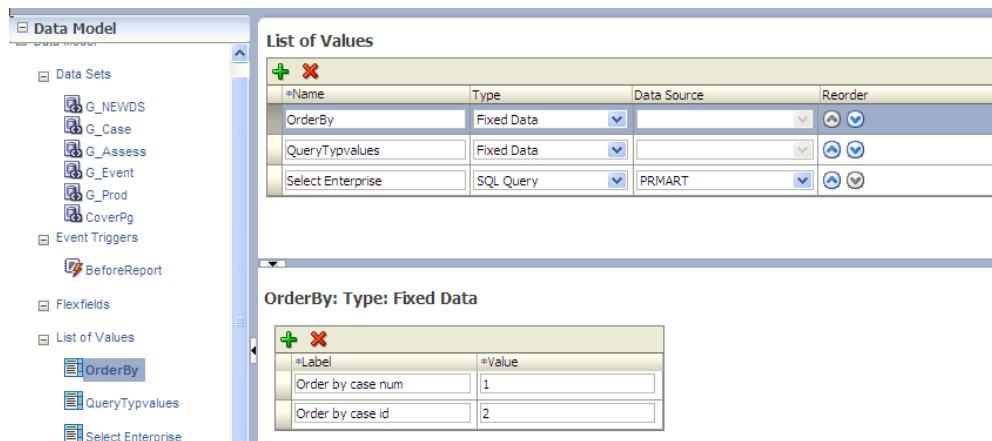 Data Model
Data Model
Data Sets
G_NEWDS
G_Case
G_Assess
G_Event
G_Prod
CoverPg
Event Triggers
BeforeReport
Flexfields
List of Values
OrderBy
QueryTypvalues
Select Enterprise
List of Values
*Name Type Data Source Reorder
OrderBy Fixed Data
QueryTypvalues Fixed Data
Select Enterprise SQL Query PRMART
OrderBy: Type: Fixed Data
*Label *Value
Order by case num 1
Order by case id 2